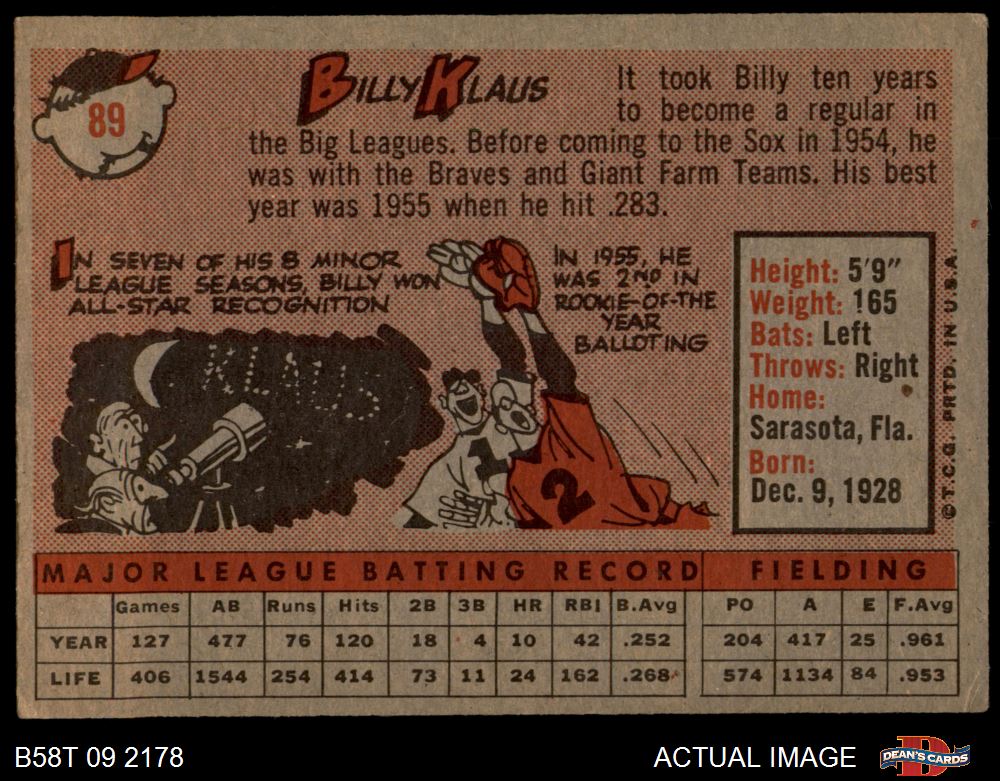 89
BILLY KLAUS
It took Billy ten years
to become a regular in
the Big Leagues. Before coming to the Sox in 1954, he
was with the Braves and Giant Farm Teams. His best
year was 1955 when he hit .283.
IN SEVEN OF HIS 8 MINOR
LEAGUE SEASONS, BILLY WON
ALL-STAR RECOGNITION
KLAUS
IN 1955, HE
WAS 2ND IN
ROOKIE-OF-THE
YEAR
BALLOTING
1
2
Height: 5'9"
Weight: 165
Bats: Left
Throws: Right
Home:
Sarasota, Fla.
Born:
Dec. 9, 1928
© T.C.G. PRTD. IN U.S.A.
MAJOR LEAGUE BATTING RECORD FIELDING
Games AB Runs Hits 2B 3B HR RBI B.Avg PO A E F.Avg
YEAR 127 477 76 120 18 4 10 42 .252 204 417 25 .961
LIFE 406 1544 254 414 73 11 24 162 .268 574 1134 84 .953
B58T 09 2178 ACTUAL IMAGE DEAN'S CARDS